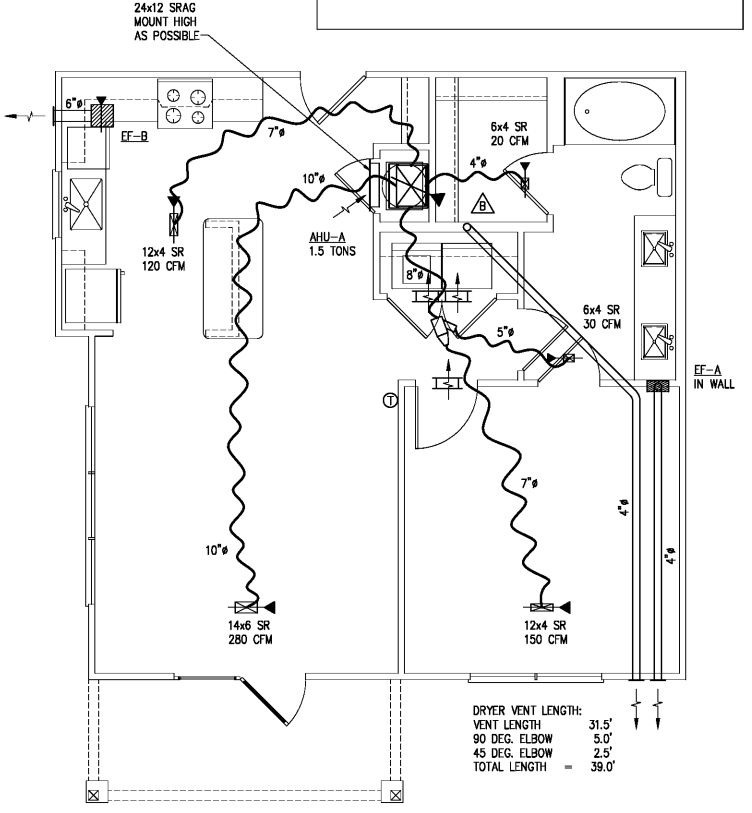 24x12 SRAG
MOUNT HIGH
AS POSSIBLE
6"ø
EF-B
7"ø
6x4 SR
20 CFM
4"ø
10"ø
B
12x4 SR
120 CFM
AHU-A
1.5 TONS
8"ø
6x4 SR
30 CFM
5"ø
EF-A
IN WALL
T
7"ø
4"ø
4"ø
10"ø
14x6 SR
280 CFM
12x4 SR
150 CFM
DRYER VENT LENGTH:
VENT LENGTH 31.5'
90 DEG. ELBOW 5.0'
45 DEG. ELBOW 2.5'
TOTAL LENGTH = 39.0'